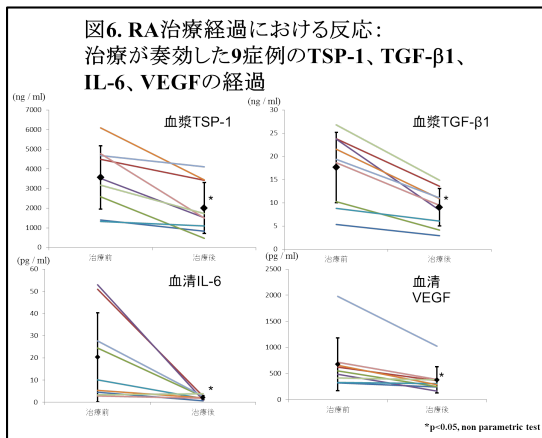 図6. RA治療経過における反応：
治療が奏効した9症例のTSP-1、TGF-β1、
IL-6、VEGFの経過
(ng / ml)
血漿TSP-1
7000
6000
5000
4000
3000
2000
1000
0
*
治療前
治療後
(ng / ml)
血漿TGF-β1
30
25
20
15
10
5
0
*
治療前
治療後
(pg / ml)
血清IL-6
60
50
40
30
20
10
0
*
治療前
治療後
(pg / ml)
血清
VEGF
2500
2000
1500
1000
500
0
*
治療前
治療後
*p<0.05, non parametric test